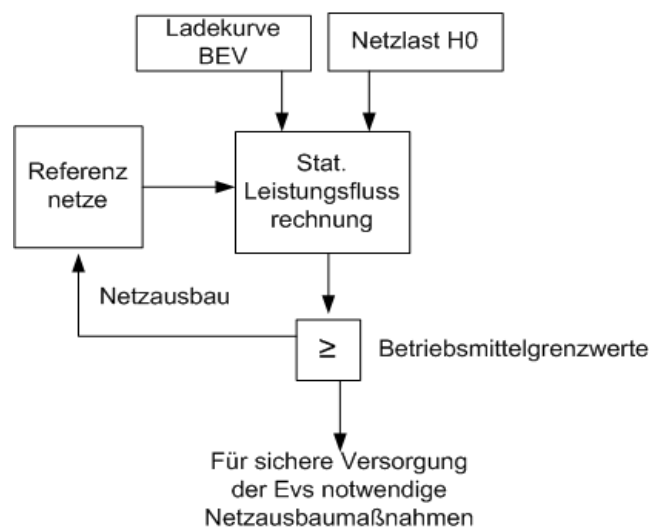 Ladekurve
BEV
Netzlast H0
Referenz
netze
Stat.
Leistungsfluss
rechnung
Netzausbau
≥
Betriebsmittelgrenzwerte
Für sichere Versorgung
der Evs notwendige
Netzausbaumaßnahmen